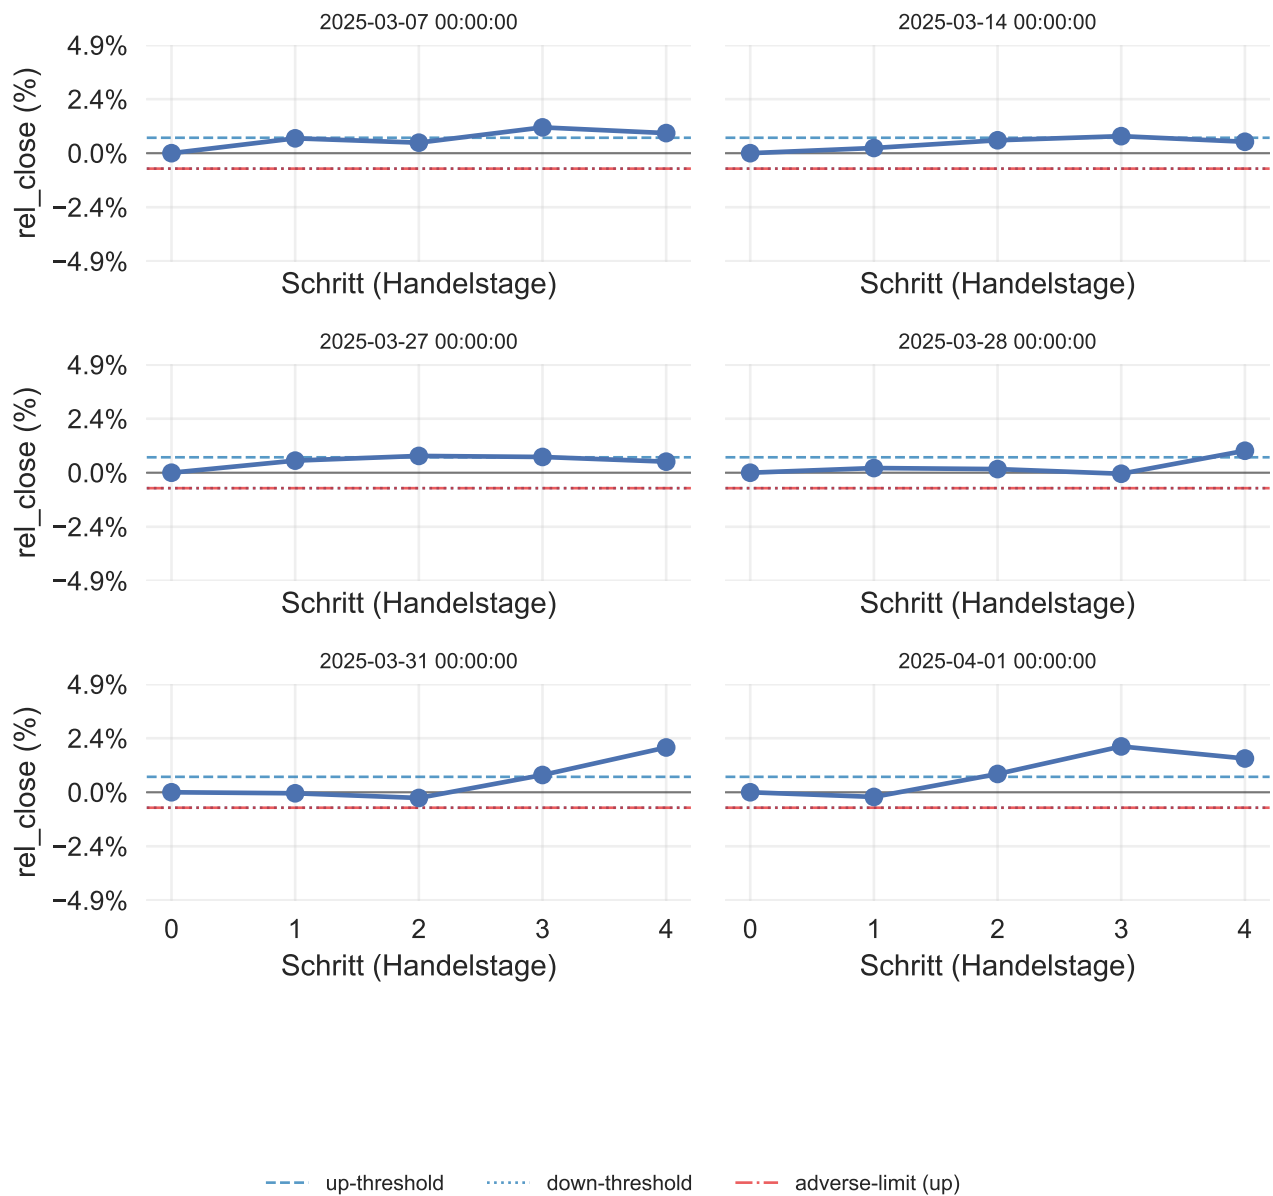 2025-03-07 00:00:00
2025-03-14 00:00:00
4.9%
2.4%
0.0%
−2.4%
−4.9%
rel_close (%)
Schritt (Handelstage)
Schritt (Handelstage)
2025-03-27 00:00:00
2025-03-28 00:00:00
4.9%
2.4%
0.0%
−2.4%
−4.9%
rel_close (%)
Schritt (Handelstage)
Schritt (Handelstage)
2025-03-31 00:00:00
2025-04-01 00:00:00
4.9%
2.4%
0.0%
−2.4%
−4.9%
rel_close (%)
0 1 2 3 4
0 1 2 3 4
Schritt (Handelstage)
Schritt (Handelstage)
up-threshold
down-threshold
adverse-limit (up)